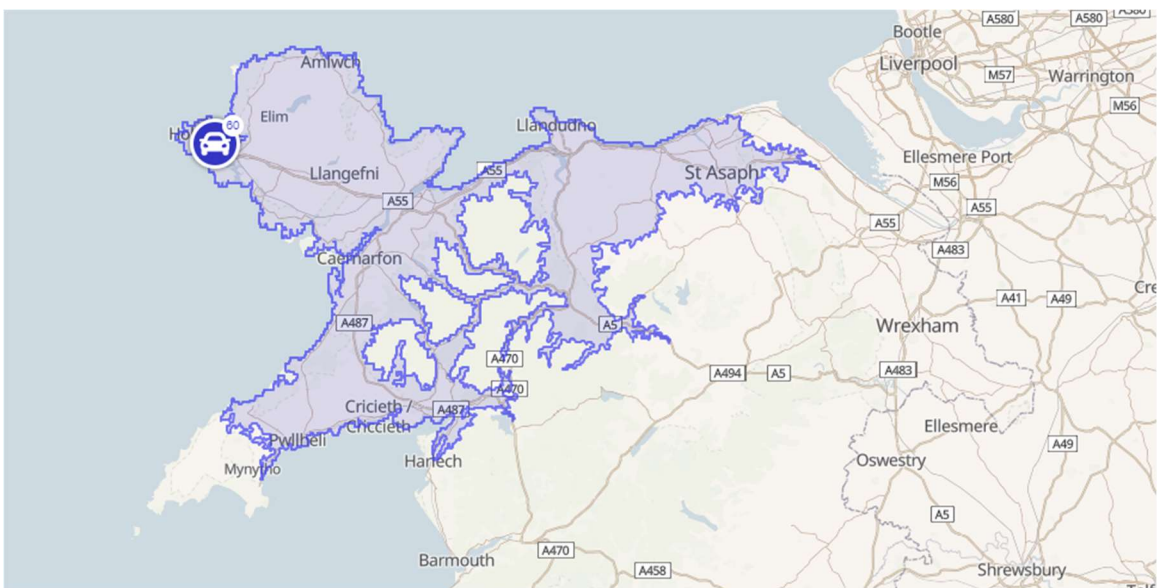 A580
A580
Bootle
Liverpool
M57
Warrington
Amlwch
M56
60
Elim
Llandudno
Ellesmere Port
A55
Llangefni
St Asaph
M56
A55
A55
A55
A483
Caernarfon
A41
A49
A487
A5
Wrexham
A470
A494
A5
A483
A470
Cricieth /
Criccieth
A487
Ellesmere
Pwllheli
A49
Harlech
Oswestry
Mynytho
A5
A470
Barmouth
A458
Shrewsbury